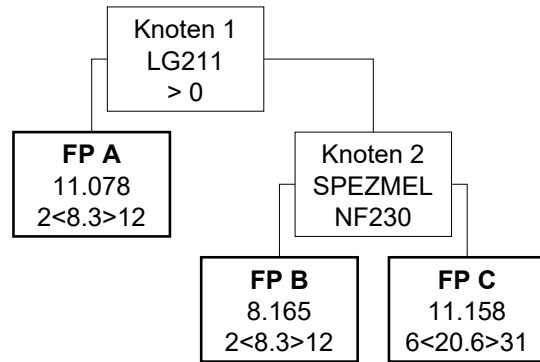 Knoten 1
LG211
> 0
FP A
11.078
2<8.3>12
Knoten 2
SPEZMEL
NF230
FP B
8.165
2<8.3>12
FP C
11.158
6<20.6>31